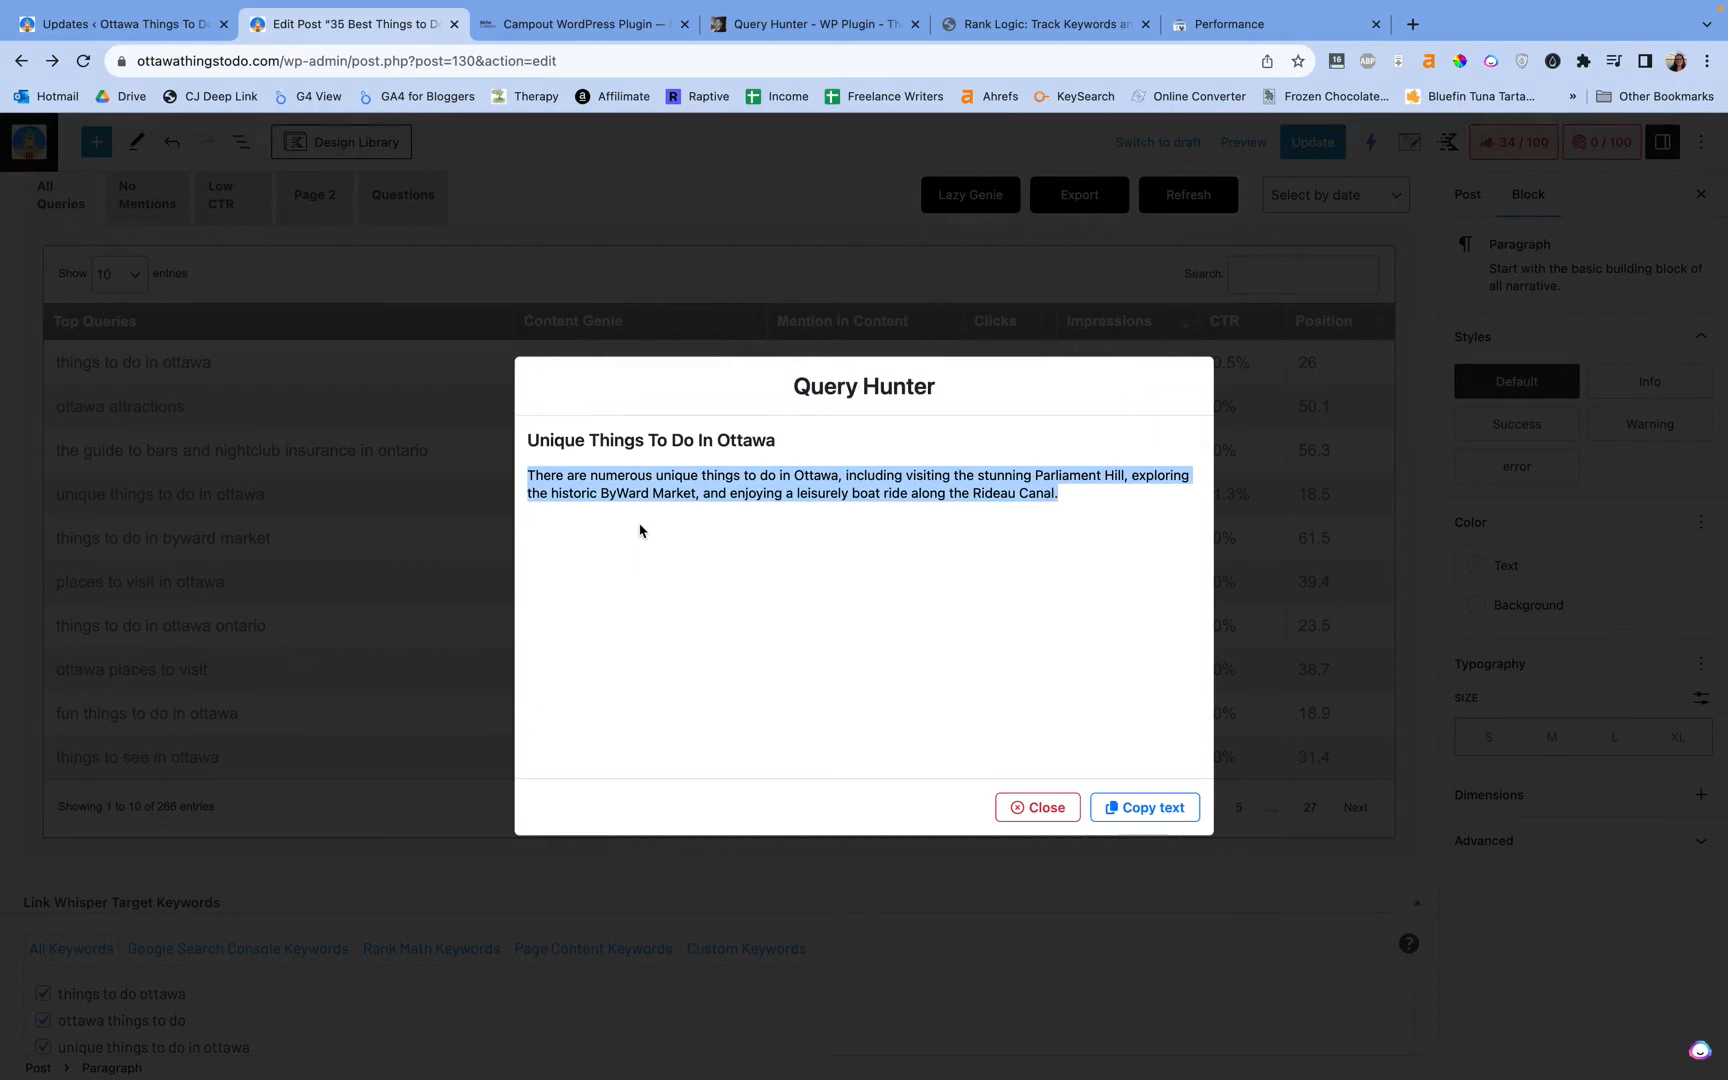 Updates ‹ Ottawa Things To D
Edit Post "35 Best Things to Do
Campout WordPress Plugin —
Query Hunter - WP Plugin - Th
Rank Logic: Track Keywords an
Performance
ottawathingstodo.com/wp-admin/post.php?post=130&action=edit
16
ABP
Hotmail
Drive
CJ Deep Link
G4 View
GA4 for Bloggers
Therapy
Affilimate
Raptive
Income
Freelance Writers
Ahrefs
KeySearch
Online Converter
Frozen Chocolate...
Bluefin Tuna Tarta...
»
Other Bookmarks
Design Library
Switch to draft
Preview
Update
34 / 100
0 / 100
All Queries
No Mentions
Low CTR
Page 2
Questions
Lazy Genie
Export
Refresh
Select by date
Post
Block
Paragraph
Start with the basic building block of
all narrative.
Show 10 entries
Search:
Top Queries
Content Genie
Mention in Content
Clicks
Impressions
CTR
Position
things to do in ottawa
0.5%
26
ottawa attractions
0%
50.1
the guide to bars and nightclub insurance in ontario
0%
56.3
unique things to do in ottawa
1.3%
18.5
things to do in byward market
0%
61.5
places to visit in ottawa
0%
39.4
things to do in ottawa ontario
0%
23.5
ottawa places to visit
0%
38.7
fun things to do in ottawa
0%
18.9
things to see in ottawa
0%
31.4
Showing 1 to 10 of 266 entries
5
...
27
Next
Query Hunter
Unique Things To Do In Ottawa
There are numerous unique things to do in Ottawa, including visiting the stunning Parliament Hill, exploring
the historic ByWard Market, and enjoying a leisurely boat ride along the Rideau Canal.
Close
Copy text
Styles
Default
Info
Success
Warning
error
Color
Text
Background
Typography
SIZE
S
M
L
XL
Dimensions
Advanced
Link Whisper Target Keywords
All Keywords
Google Search Console Keywords
Rank Math Keywords
Page Content Keywords
Custom Keywords
?
things to do ottawa
ottawa things to do
unique things to do in ottawa
Post > Paragraph